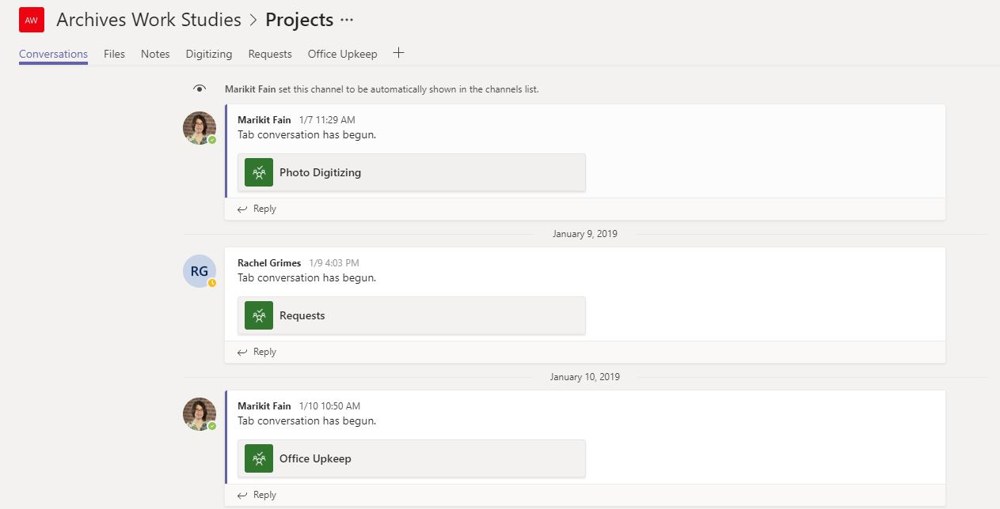 AW Archives Work Studies > Projects ···
Conversations Files Notes Digitizing Requests Office Upkeep +
Marikit Fain set this channel to be automatically shown in the channels list.
Marikit Fain 1/7 11:29 AM
Tab conversation has begun.
Photo Digitizing
Reply
January 9, 2019
RG Rachel Grimes 1/9 4:03 PM
Tab conversation has begun.
Requests
Reply
January 10, 2019
Marikit Fain 1/10 10:50 AM
Tab conversation has begun.
Office Upkeep
Reply